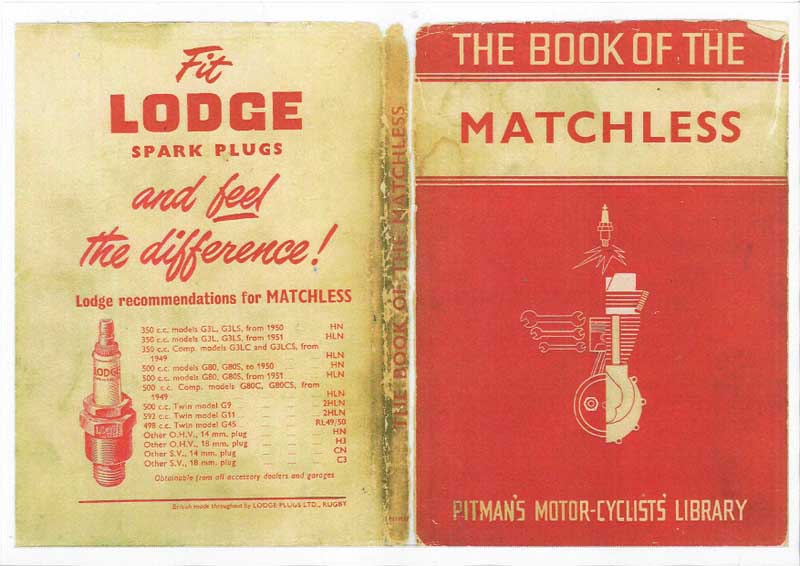 Fit
LODGE
SPARK PLUGS
and feel
the difference!
Lodge recommendations for MATCHLESS
350 c.c. models G3L, G3LS, from 1950 HN
350 c.c. models G3L, G3LS, from 1951 HLN
350 c.c. Comp. models G3LC and G3LCS, from
1949 HLN
500 c.c. models G80, G80S, to 1950 HN
500 c.c. models G80, G80S, from 1951 HLN
500 c.c. Comp. models G80C, G80CS, from
1949 HLN
500 c.c. Twin model G9 2HLN
592 c.c. Twin model G11 2HLN
498 c.c. Twin model G45 RL49/50
Other O.H.V., 14 mm. plug HN
Other O.H.V., 18 mm. plug H3
Other S.V., 14 mm. plug CN
Other S.V., 18 mm. plug C3
Obtainable from all accessory dealers and garages
British made throughout by LODGE PLUGS LTD., RUGBY
LODGE
THE BOOK OF THE MATCHLESS
THE BOOK OF THE
MATCHLESS
PITMAN'S MOTOR-CYCLISTS' LIBRARY